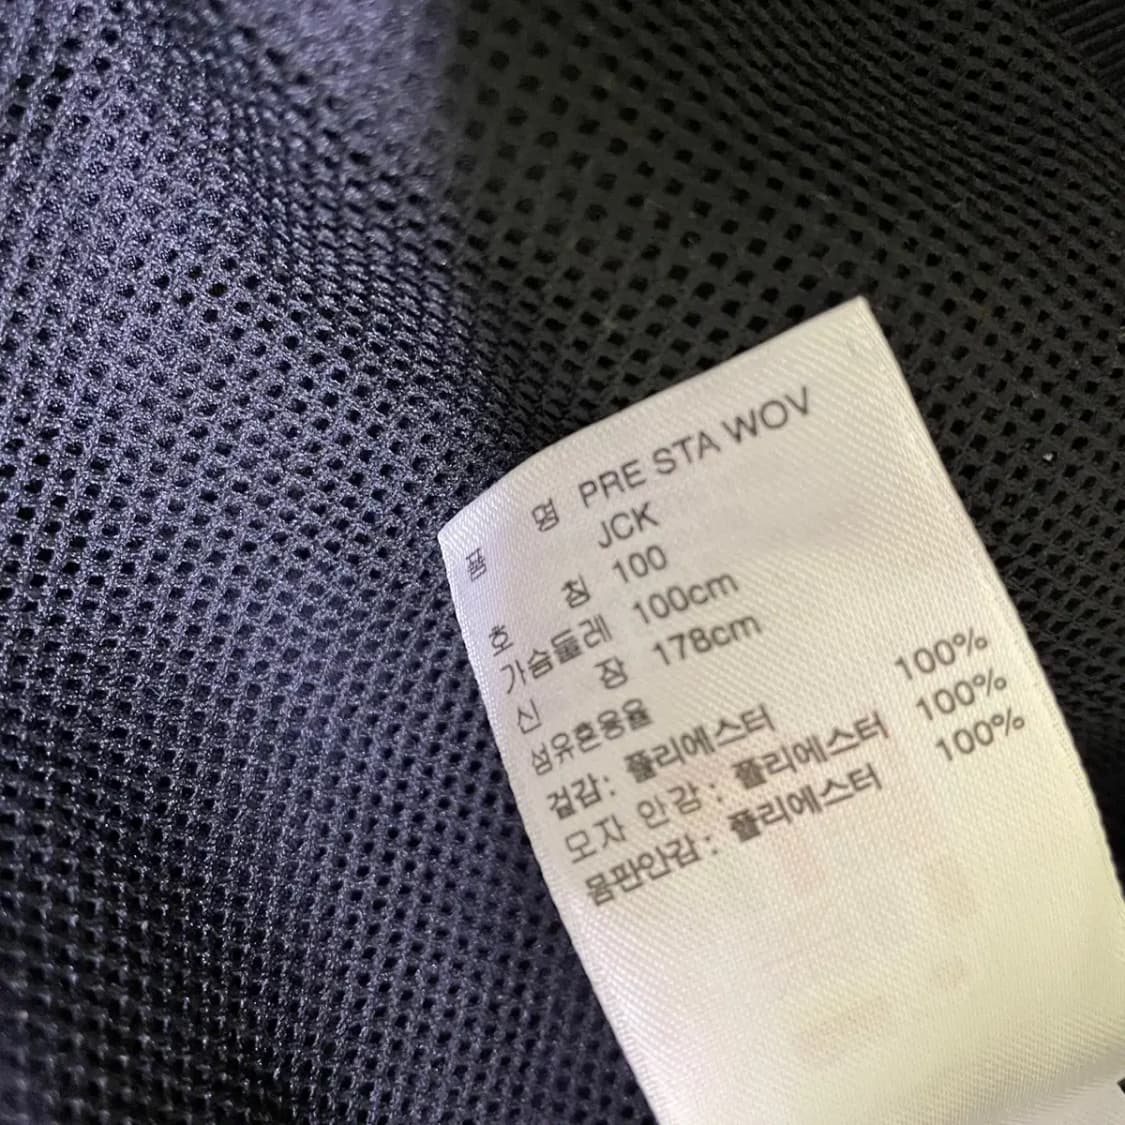 품 명 PRE STA WOV
JCK
호 칭 100
가슴둘레 100cm
신 장 178cm
섬유혼용율
겉감: 폴리에스터 100%
모자 안감: 폴리에스터 100%
몸판안감: 폴리에스터 100%